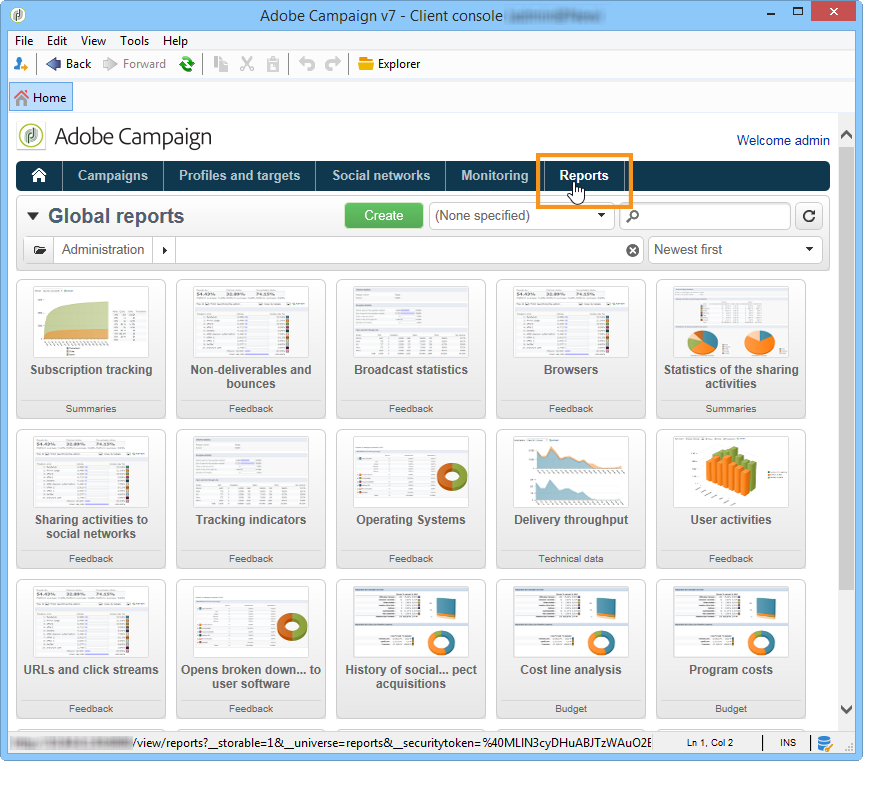 Adobe Campaign v7 - Client console
File Edit View Tools Help
Back Forward Explorer
Home
Adobe Campaign
Welcome admin
Campaigns Profiles and targets Social networks Monitoring Reports
Global reports Create (None specified)
Administration Newest first
Subscription tracking
Summaries
Non-deliverables and
bounces
Feedback
Broadcast statistics
Feedback
Browsers
Feedback
Statistics of the sharing
activities
Summaries
Sharing activities to
social networks
Feedback
Tracking indicators
Feedback
Operating Systems
Feedback
Delivery throughput
Technical data
User activities
Feedback
URLs and click streams
Feedback
Opens broken down... to
user software
Feedback
History of social... pect
acquisitions
Cost line analysis
Budget
Program costs
Budget
/view/reports?__storable=1&__universe=reports&__securitytoken=%40MLIN3cyDHuABJTzWAuO2E Ln 1, Col 2 INS